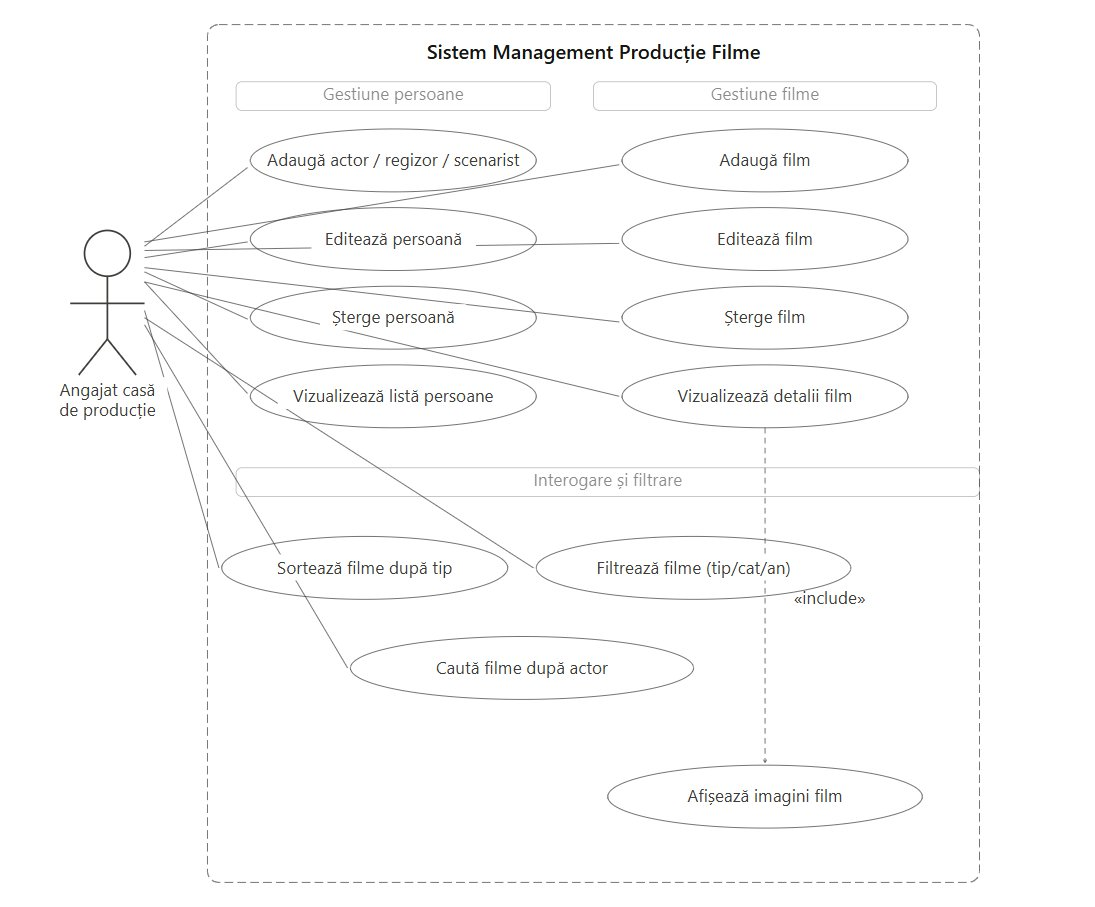 Sistem Management Producție Filme
Gestiune persoane
Gestiune filme
Adaugă actor / regizor / scenarist
Adaugă film
Editează persoană
Editează film
Șterge persoană
Șterge film
Angajat casă
de producție
Vizualizează listă persoane
Vizualizează detalii film
Interogare și filtrare
Sortează filme după tip
Filtrează filme (tip/cat/an)
«include»
Caută filme după actor
Afișează imagini film